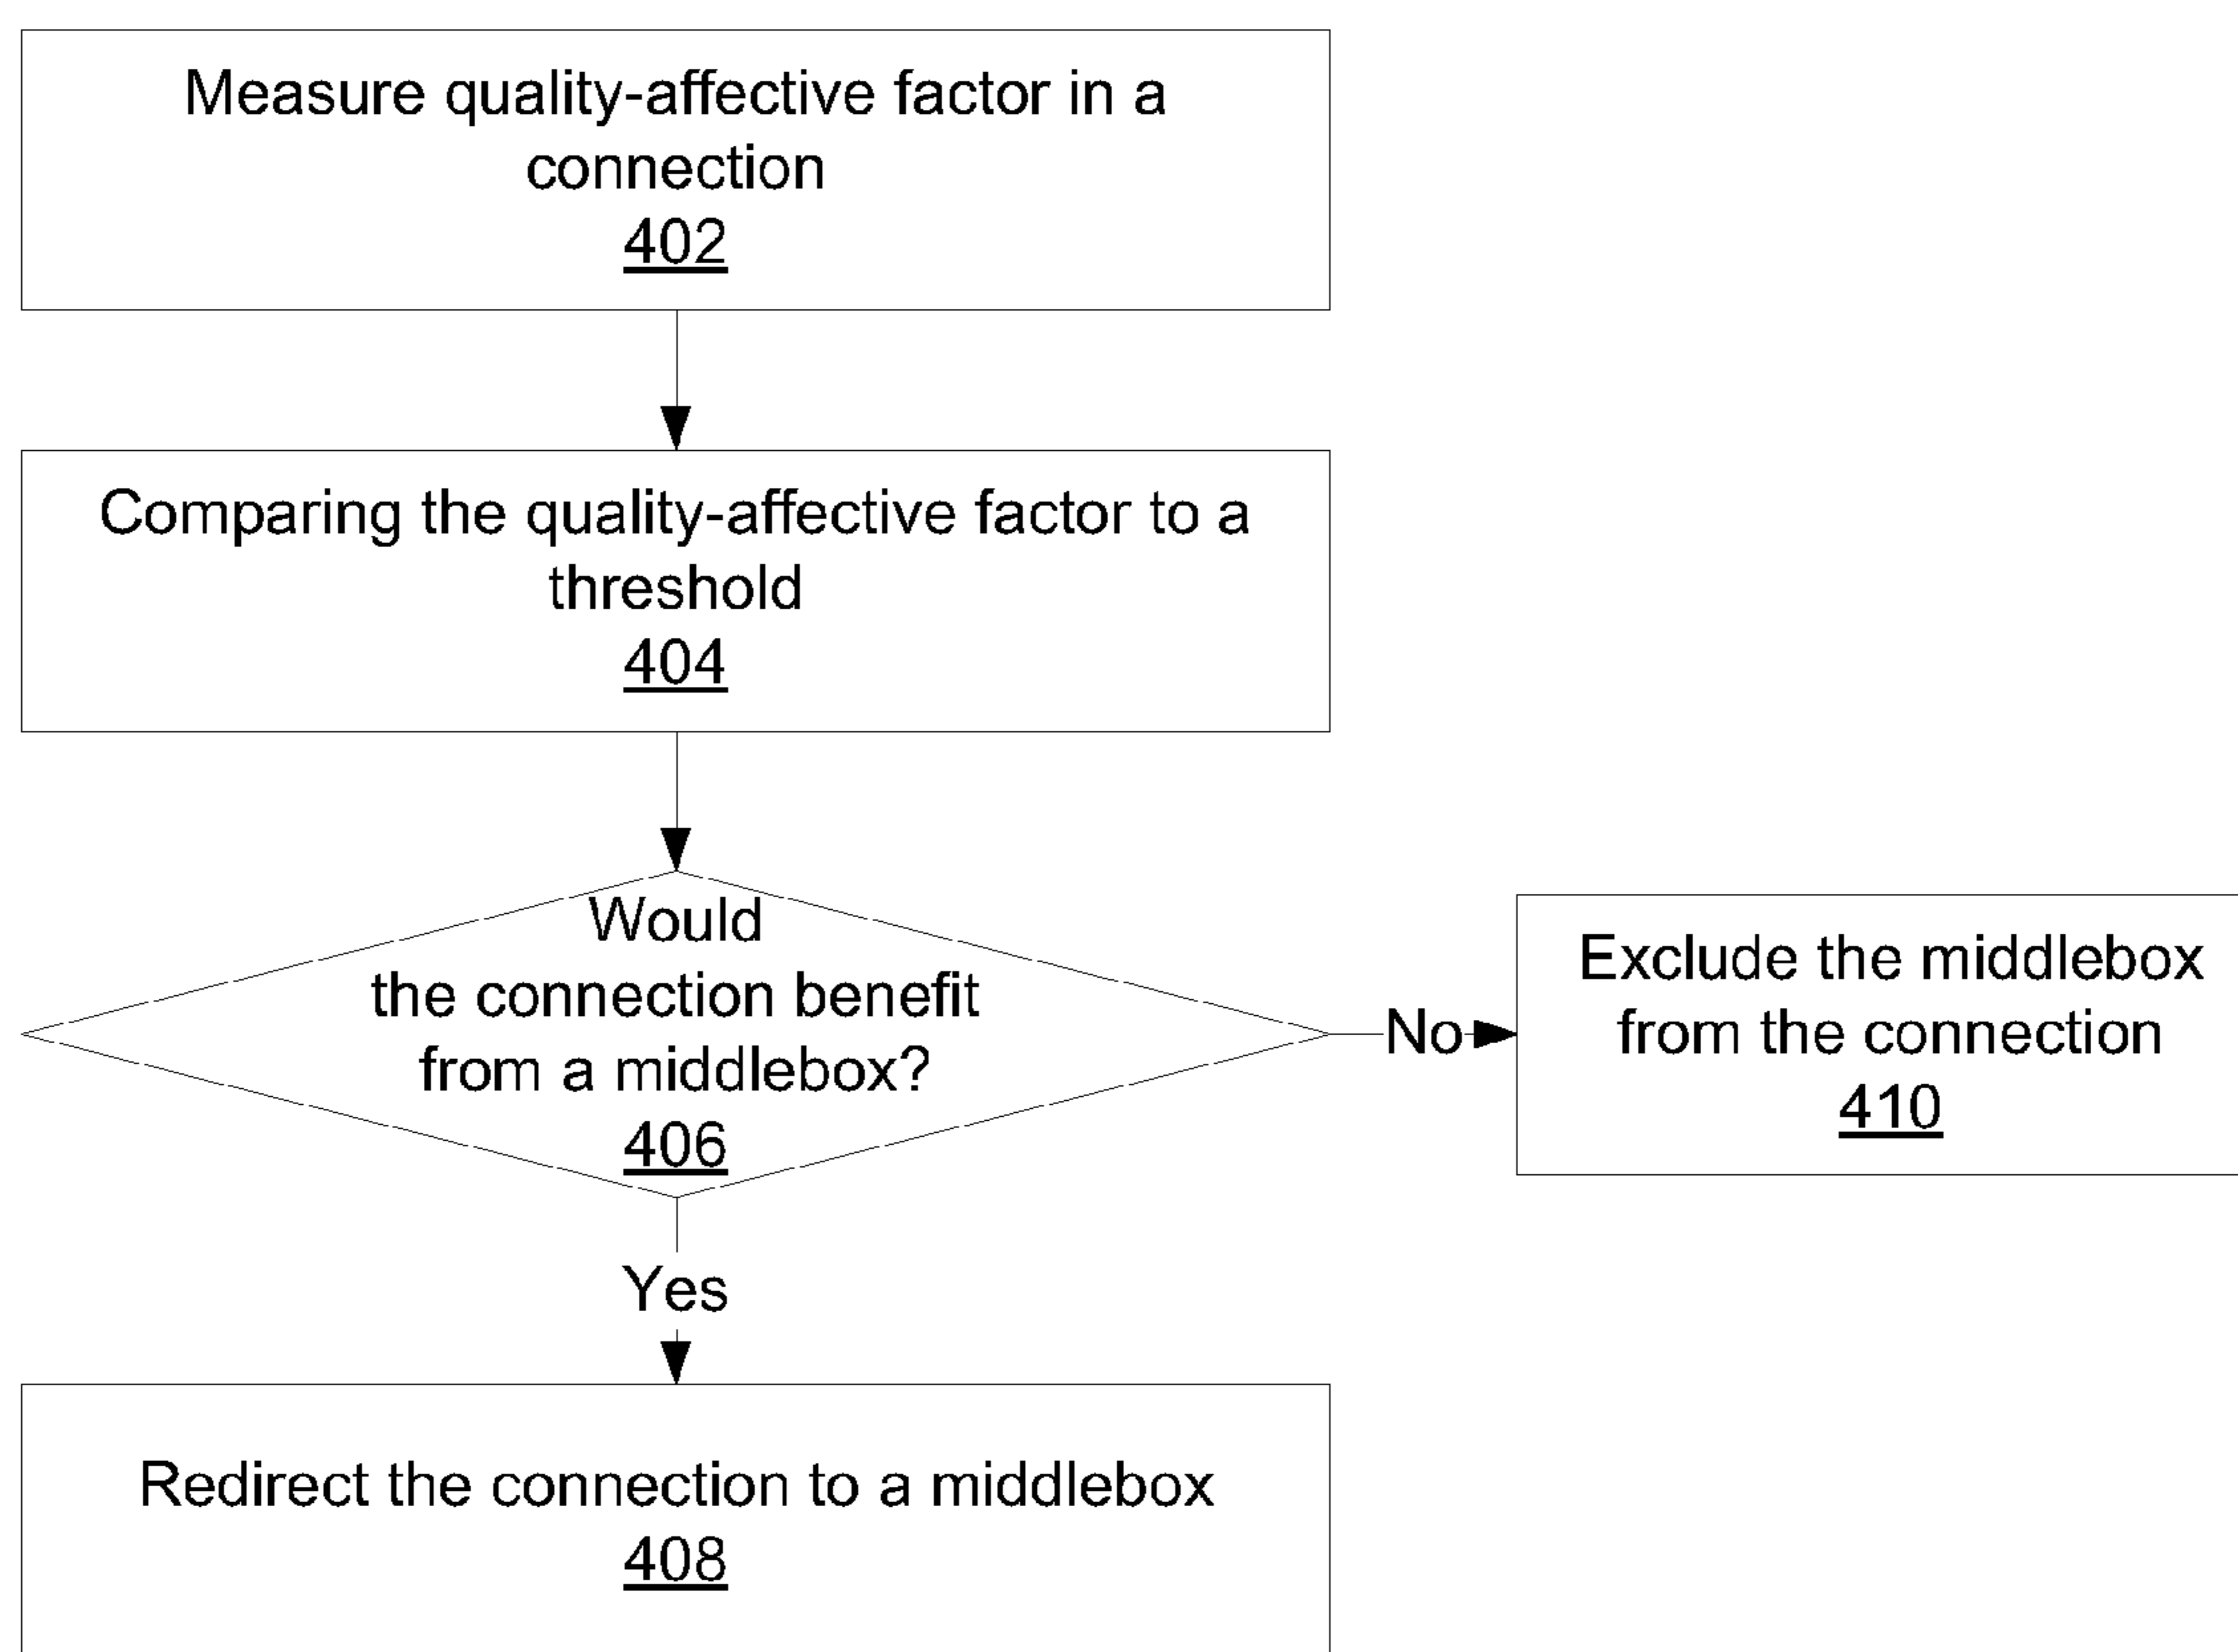 Measure quality-affective factor in a
connection
402
Comparing the quality-affective factor to a
threshold
404
Would
the connection benefit
from a middlebox?
406
No
Exclude the middlebox
from the connection
410
Yes
Redirect the connection to a middlebox
408